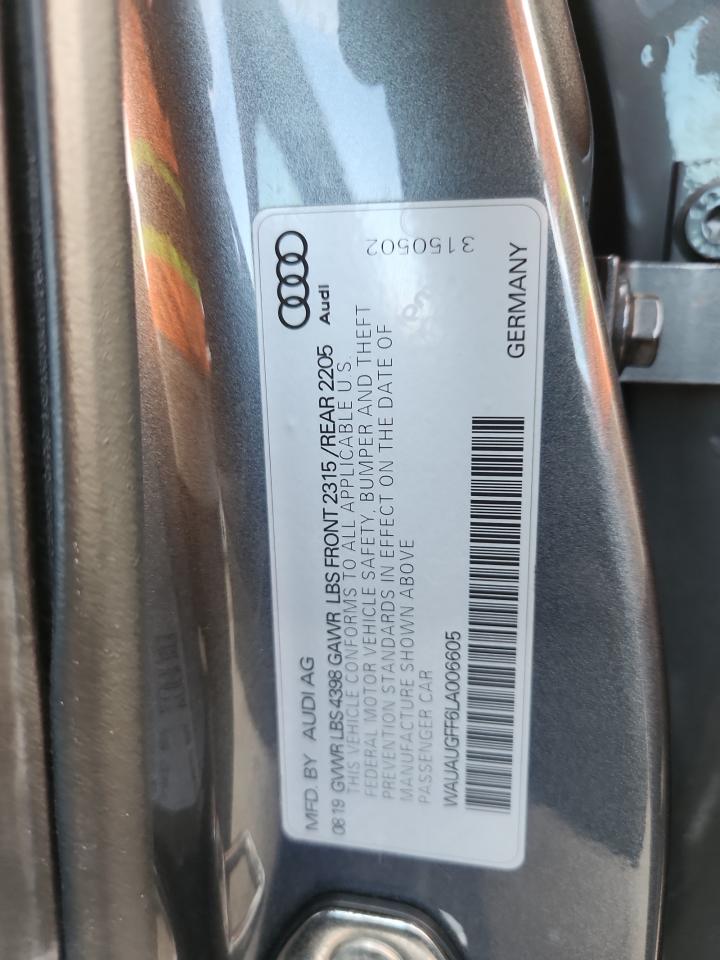 MFD. BY AUDI AG
Audi
08 19 GVWR LBS 4398 GAWR LBS FRONT 2315 /REAR 2205
THIS VEHICLE CONFORMS TO ALL APPLICABLE U.S.
FEDERAL MOTOR VEHICLE SAFETY, BUMPER AND THEFT
PREVENTION STANDARDS IN EFFECT ON THE DATE OF
MANUFACTURE SHOWN ABOVE
3150502
PASSENGER CAR
WAUAUGFF6LA006605
GERMANY